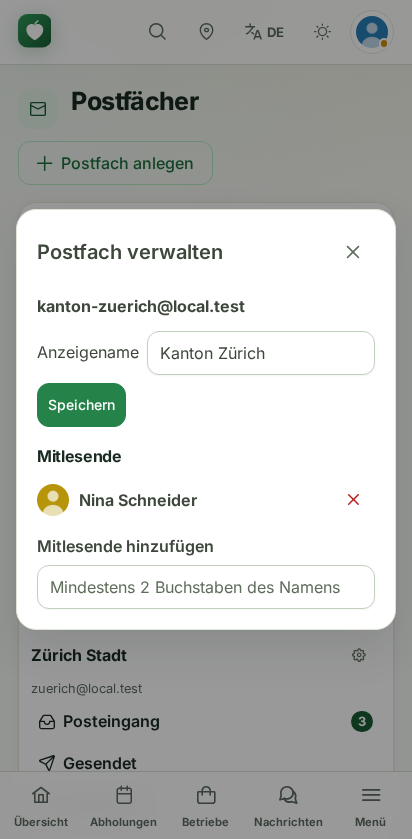 DE
Postfächer
Postfach anlegen
Postfach verwalten
kanton-zuerich@local.test
Anzeigename
Kanton Zürich
Speichern
Mitlesende
Nina Schneider
Mitlesende hinzufügen
Mindestens 2 Buchstaben des Namens
Zürich Stadt
zuerich@local.test
Posteingang 3
Gesendet
Übersicht Abholungen Betriebe Nachrichten Menü